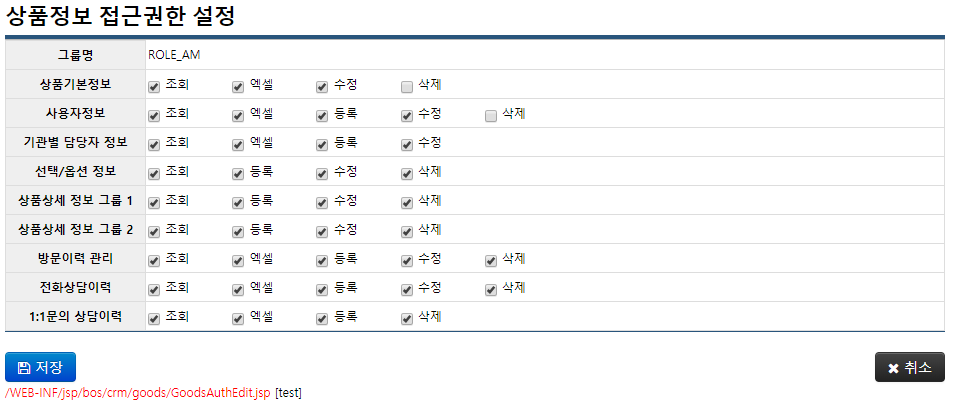 상품정보 접근권한 설정
그룹명 ROLE_AM
상품기본정보 조회 엑셀 수정 삭제
사용자정보 조회 엑셀 등록 수정 삭제
기관별 담당자 정보 조회 엑셀 등록 수정
선택/옵션 정보 조회 등록 수정 삭제
상품상세 정보 그룹 1 조회 등록 수정 삭제
상품상세 정보 그룹 2 조회 등록 수정 삭제
방문이력 관리 조회 엑셀 등록 수정 삭제
전화상담이력 조회 엑셀 등록 수정 삭제
1:1문의 상담이력 조회 엑셀 등록 삭제
저장 취소
/WEB-INF/jsp/bos/crm/goods/GoodsAuthEdit.jsp [test]